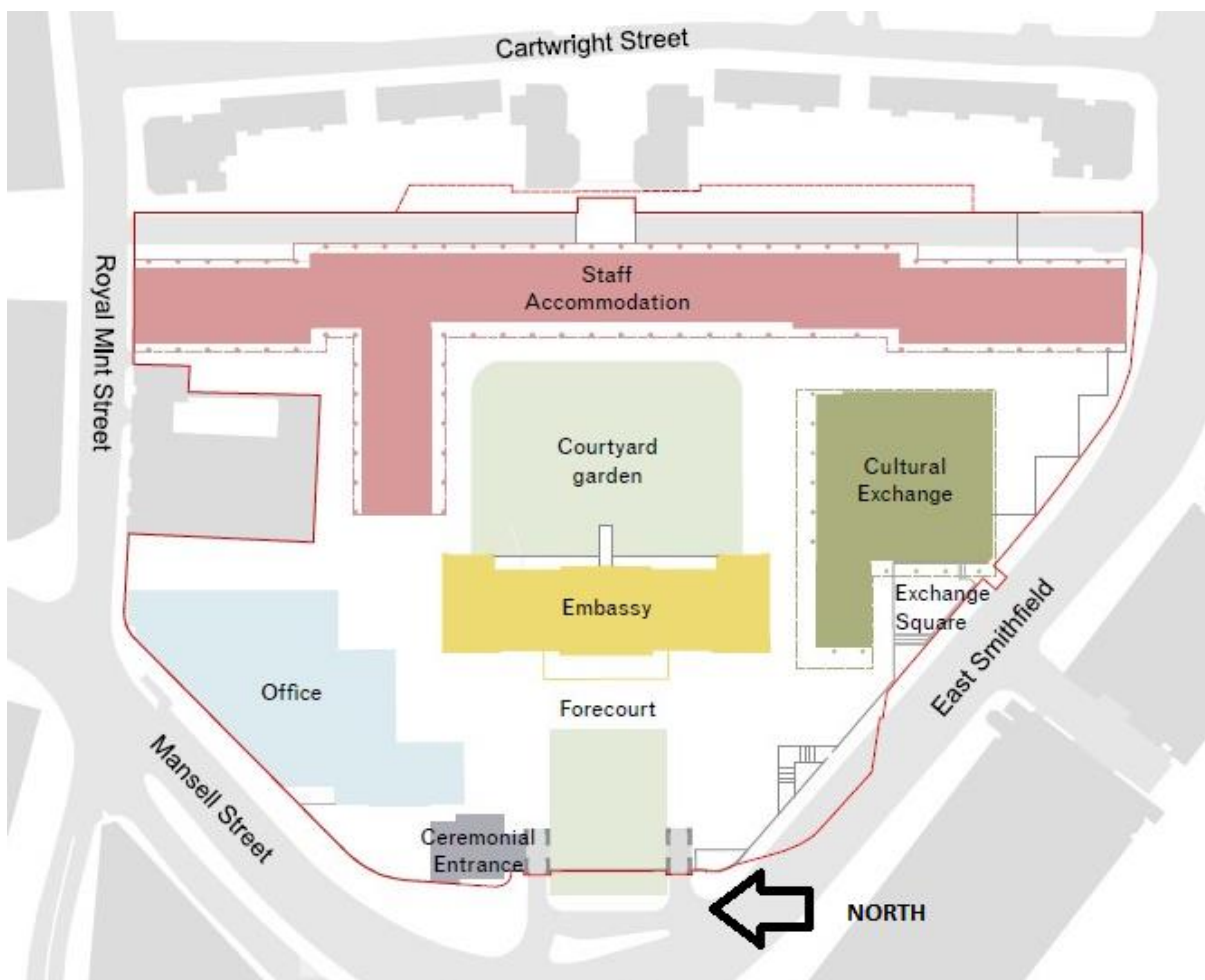 Cartwright Street
Royal MInt Street
Staff
Accommodation
Courtyard
garden
Cultural
Exchange
Embassy
Exchange
Square
East Smithfield
Office
Forecourt
Mansell Street
Ceremonial
Entrance
NORTH